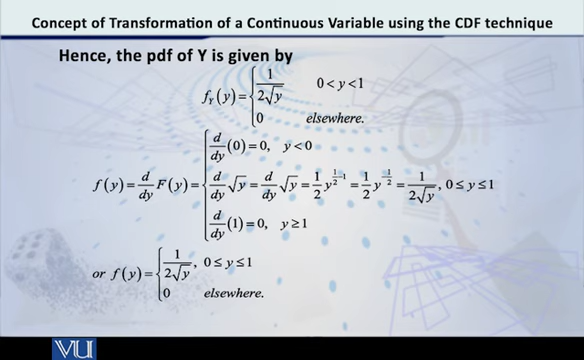 Concept of Transformation of a Continuous Variable using the CDF technique
Hence, the pdf of Y is given by
f_Y(y) = { 1/(2√y)   0 < y < 1
0   elsewhere.
d/dy (0) = 0,   y < 0
f(y) = d/dy F(y) = { d/dy √y = d/dy √y = 1/2 y^(1/2 - 1) = 1/2 y^(-1/2) = 1/(2√y), 0 ≤ y ≤ 1
d/dy (1) = 0,   y ≥ 1
or f(y) = { 1/(2√y),   0 ≤ y ≤ 1
0   elsewhere.
VU